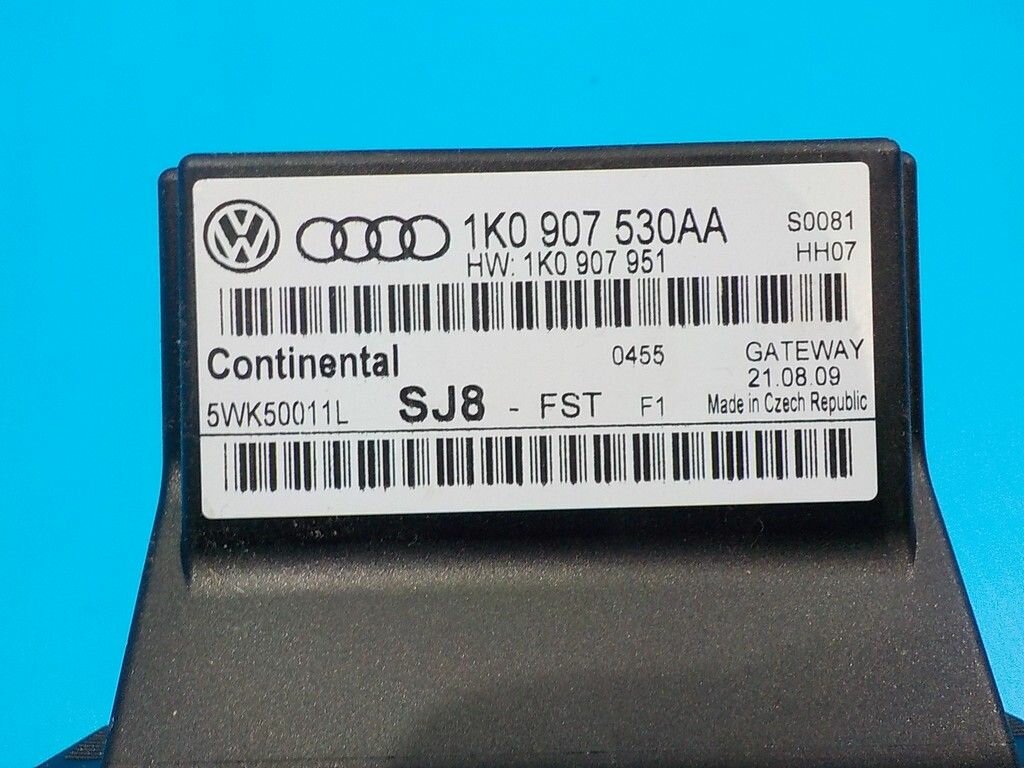 1K0 907 530AA S0081
HW: 1K0 907 951 HH07
Continental 0455 GATEWAY
21.08.09
5WK50011L SJ8 - FST F1 Made in Czech Republic